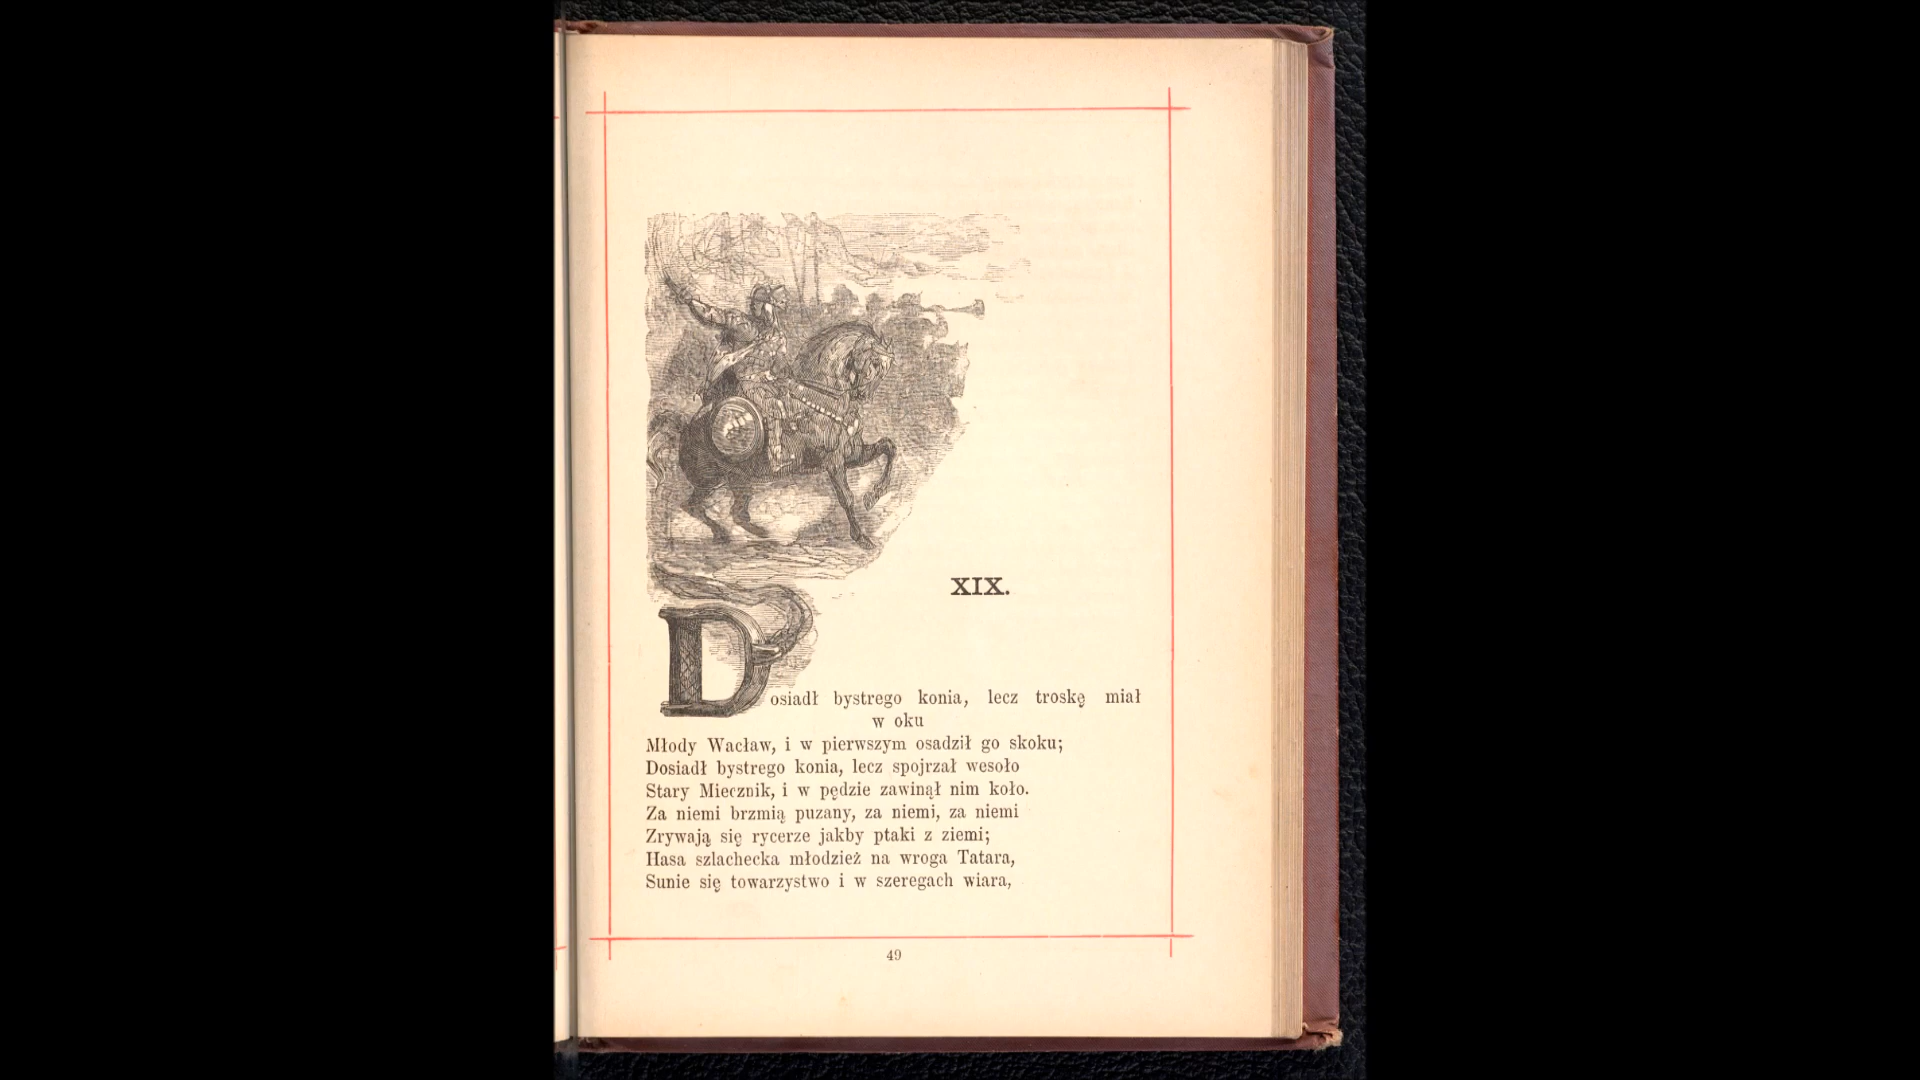 XIX.
Dosiadł bystrego konia, lecz troskę miał
w oku
Młody Wacław, i w pierwszym osadził go skoku;
Dosiadł bystrego konia, lecz spojrzał wesoło
Stary Miecznik, i w pędzie zawinął nim koło.
Za niemi brzmią puzany, za niemi, za niemi
Zrywają się rycerze jakby ptaki z ziemi;
Hasa szlachecka młodzież na wroga Tatara,
Sunie się towarzystwo i w szeregach wiara,
49